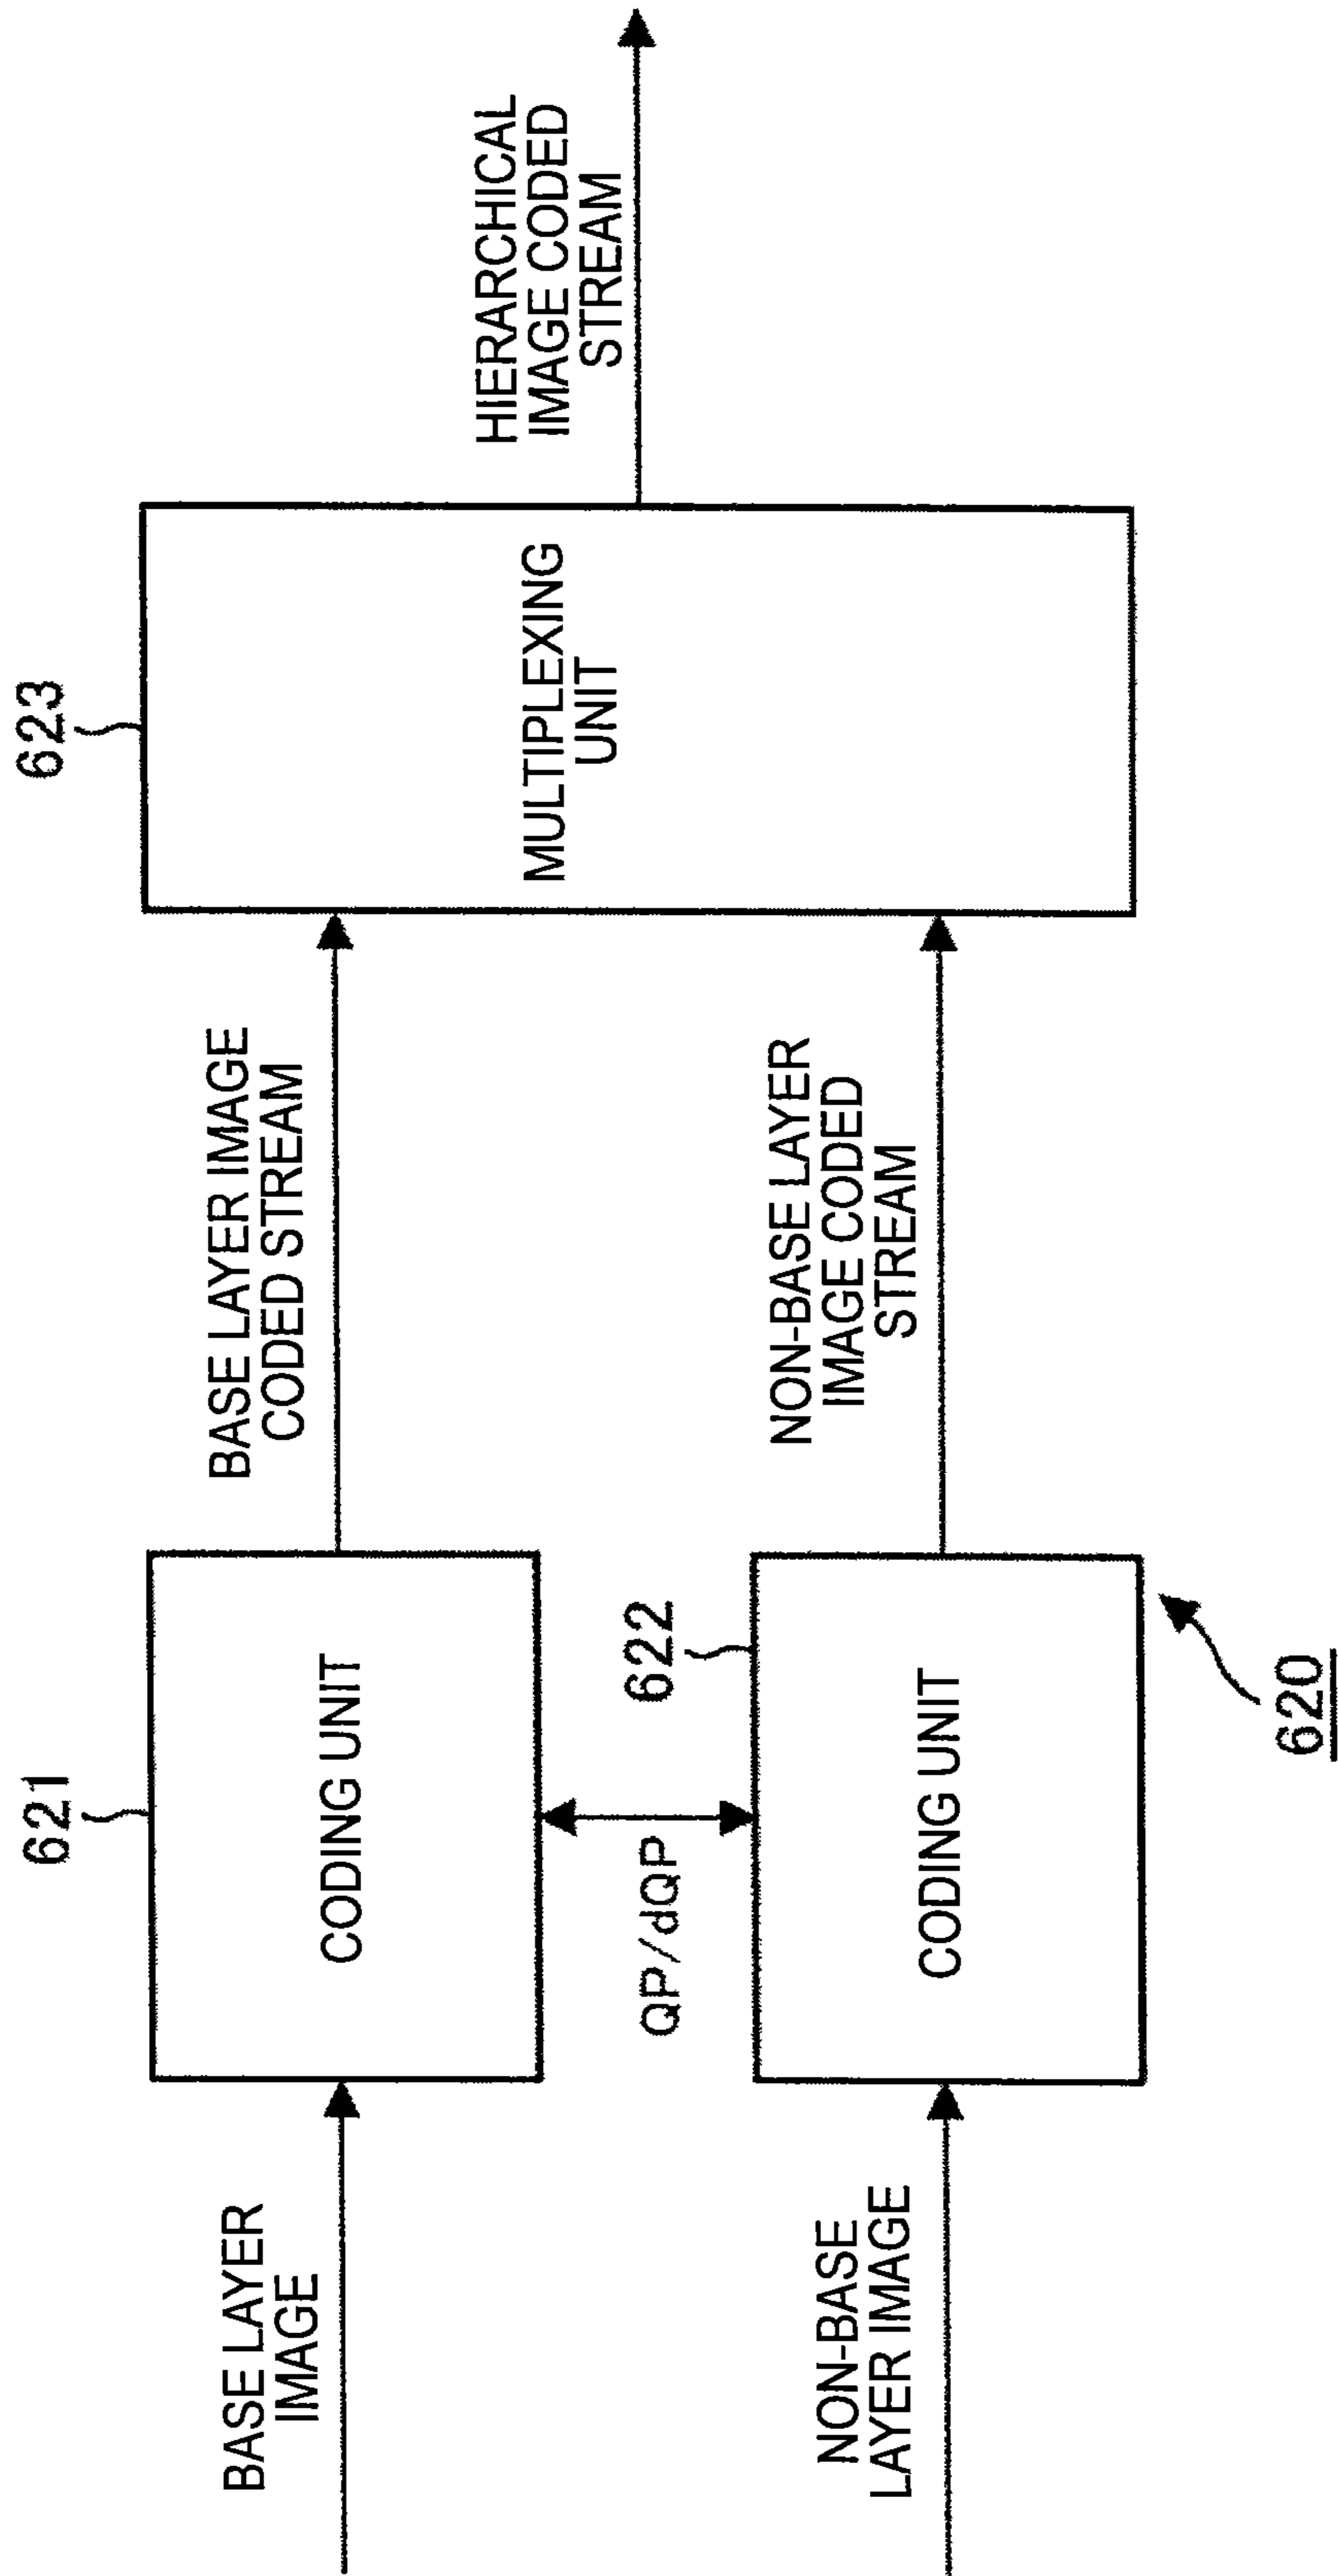 BASE LAYER
IMAGE
621
CODING UNIT
BASE LAYER IMAGE
CODED STREAM
623
MULTIPLEXING
UNIT
HIERARCHICAL
IMAGE CODED
STREAM
QP/dQP
622
NON-BASE
LAYER IMAGE
CODING UNIT
NON-BASE LAYER
IMAGE CODED
STREAM
620